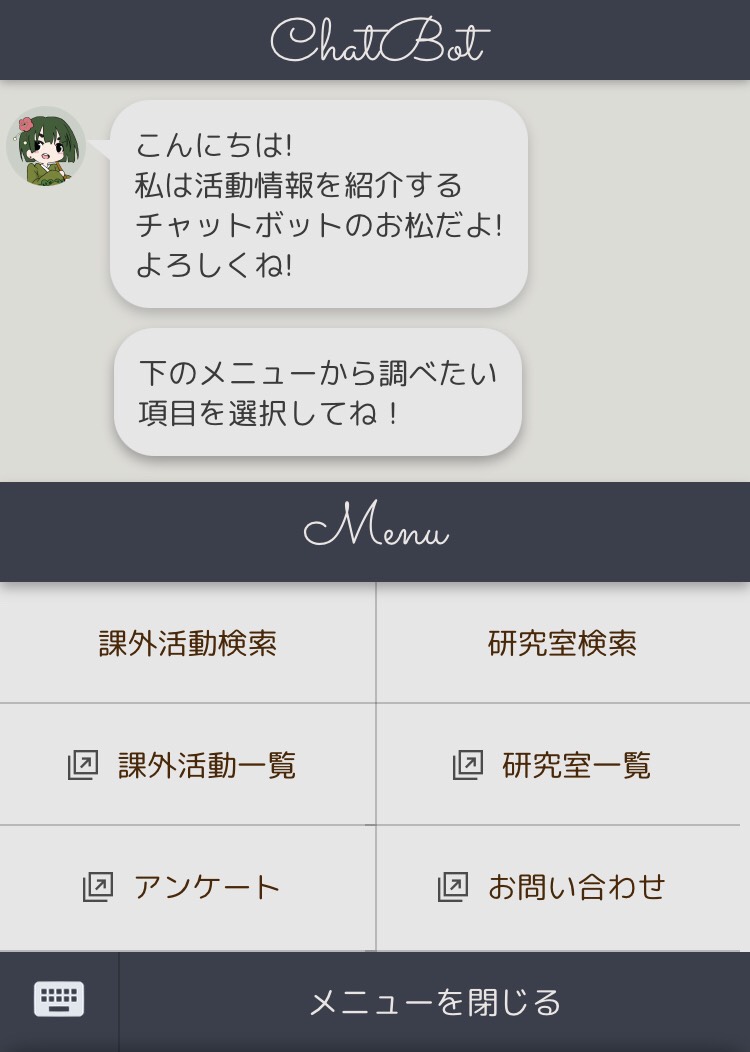 ChatBot
こんにちは!
私は活動情報を紹介する
チャットボットのお松だよ!
よろしくね!
下のメニューから調べたい
項目を選択してね！
Menu
課外活動検索
研究室検索
課外活動一覧
研究室一覧
アンケート
お問い合わせ
メニューを閉じる